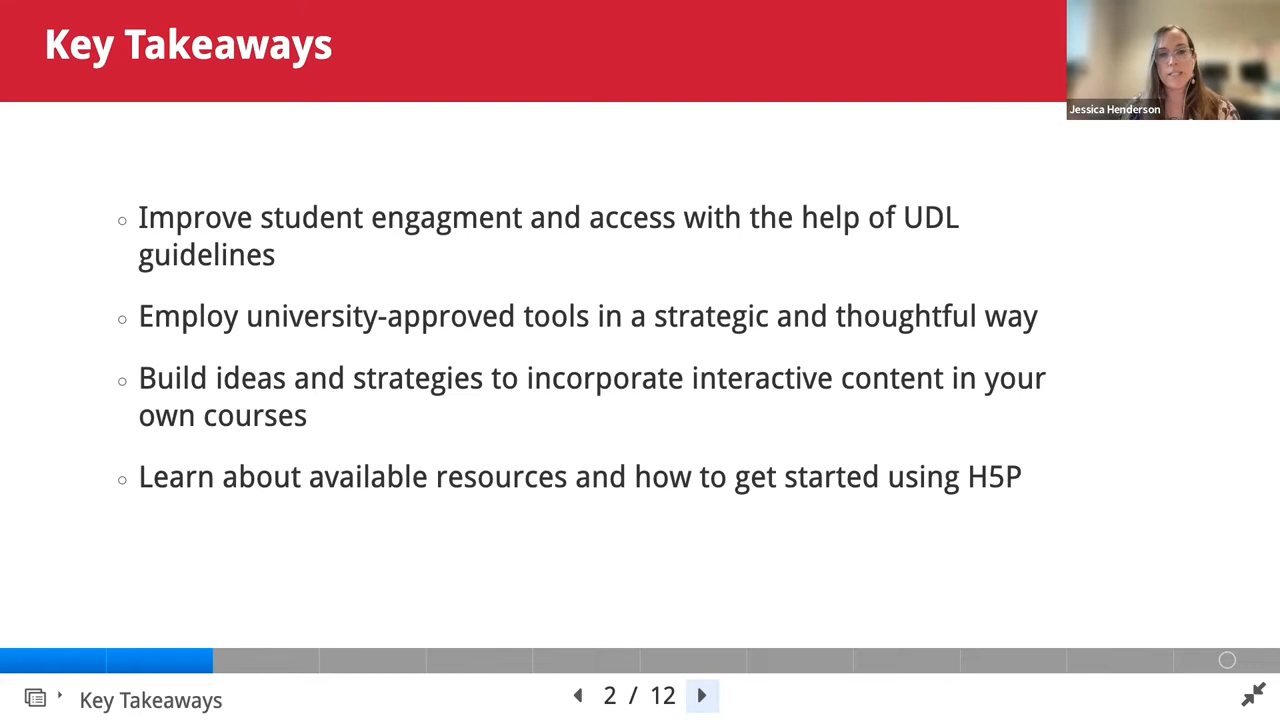 Key Takeaways
Jessica Henderson
Improve student engagment and access with the help of UDL
guidelines
Employ university-approved tools in a strategic and thoughtful way
Build ideas and strategies to incorporate interactive content in your
own courses
Learn about available resources and how to get started using H5P
Key Takeaways
2 / 12